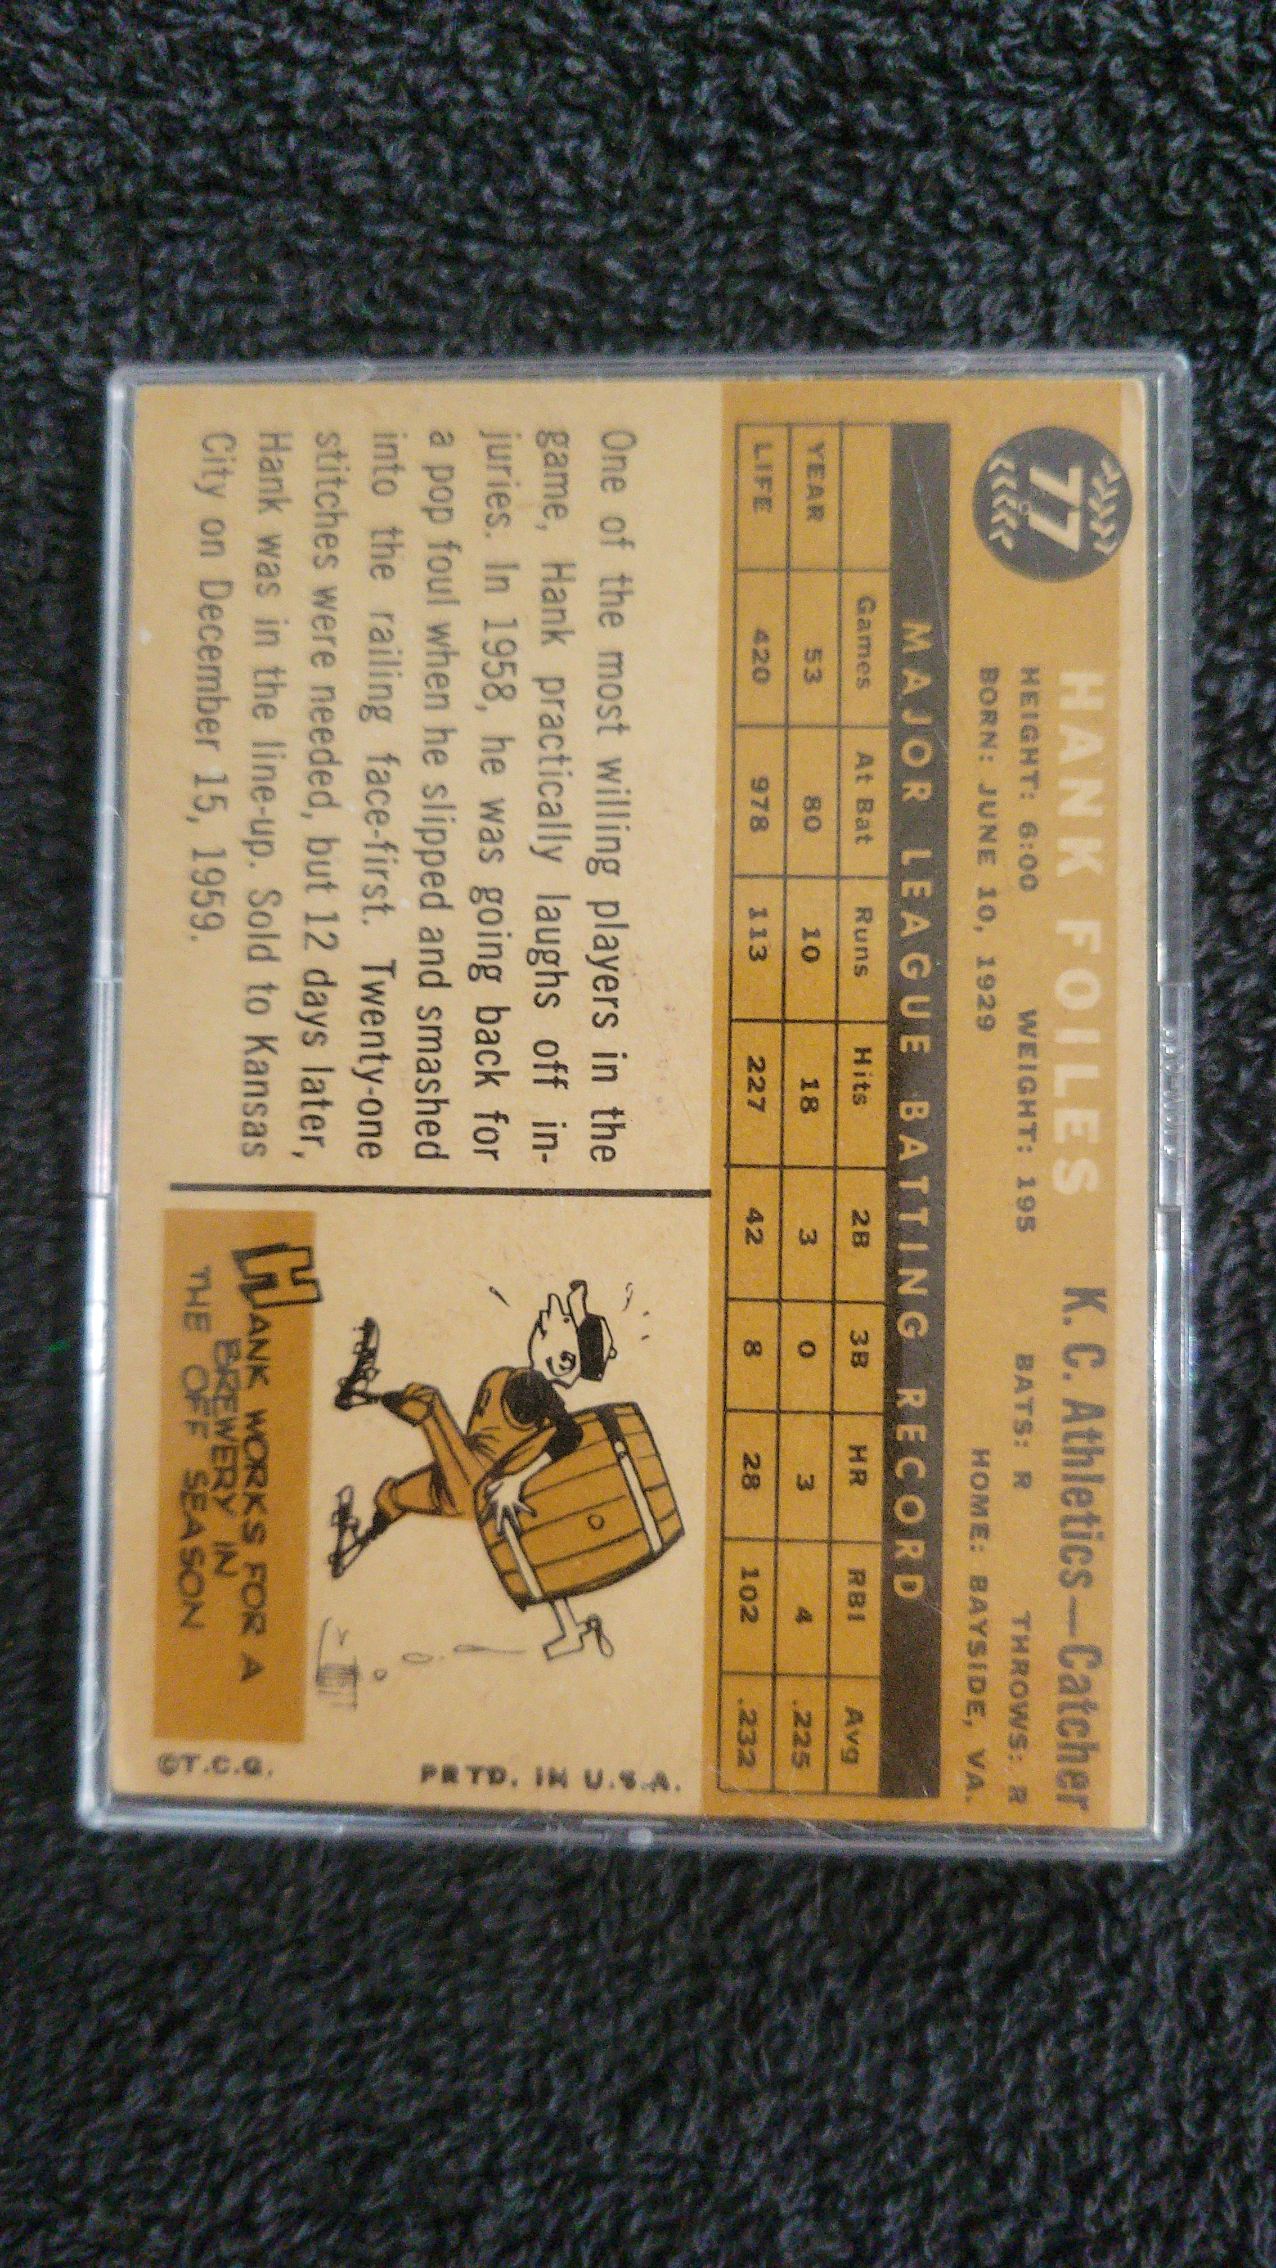 77
HANK FOILES K. C. Athletics—Catcher
HEIGHT: 6:00 WEIGHT: 195 BATS: R THROWS: R
BORN: JUNE 10, 1929 HOME: BAYSIDE, VA.
MAJOR LEAGUE BATTING RECORD
Games At Bat Runs Hits 2B 3B HR RBI Avg
YEAR 53 80 10 18 3 0 3 4 .225
LIFE 420 978 113 227 42 8 28 102 .232
One of the most willing players in the
game, Hank practically laughs off in-
juries. In 1958, he was going back for
a pop foul when he slipped and smashed
into the railing face-first. Twenty-one
stitches were needed, but 12 days later,
Hank was in the line-up. Sold to Kansas
City on December 15, 1959.
HANK WORKS FOR A
BREWERY IN
THE OFF SEASON
PRTD. IN U.S.A.
©T.C.G.